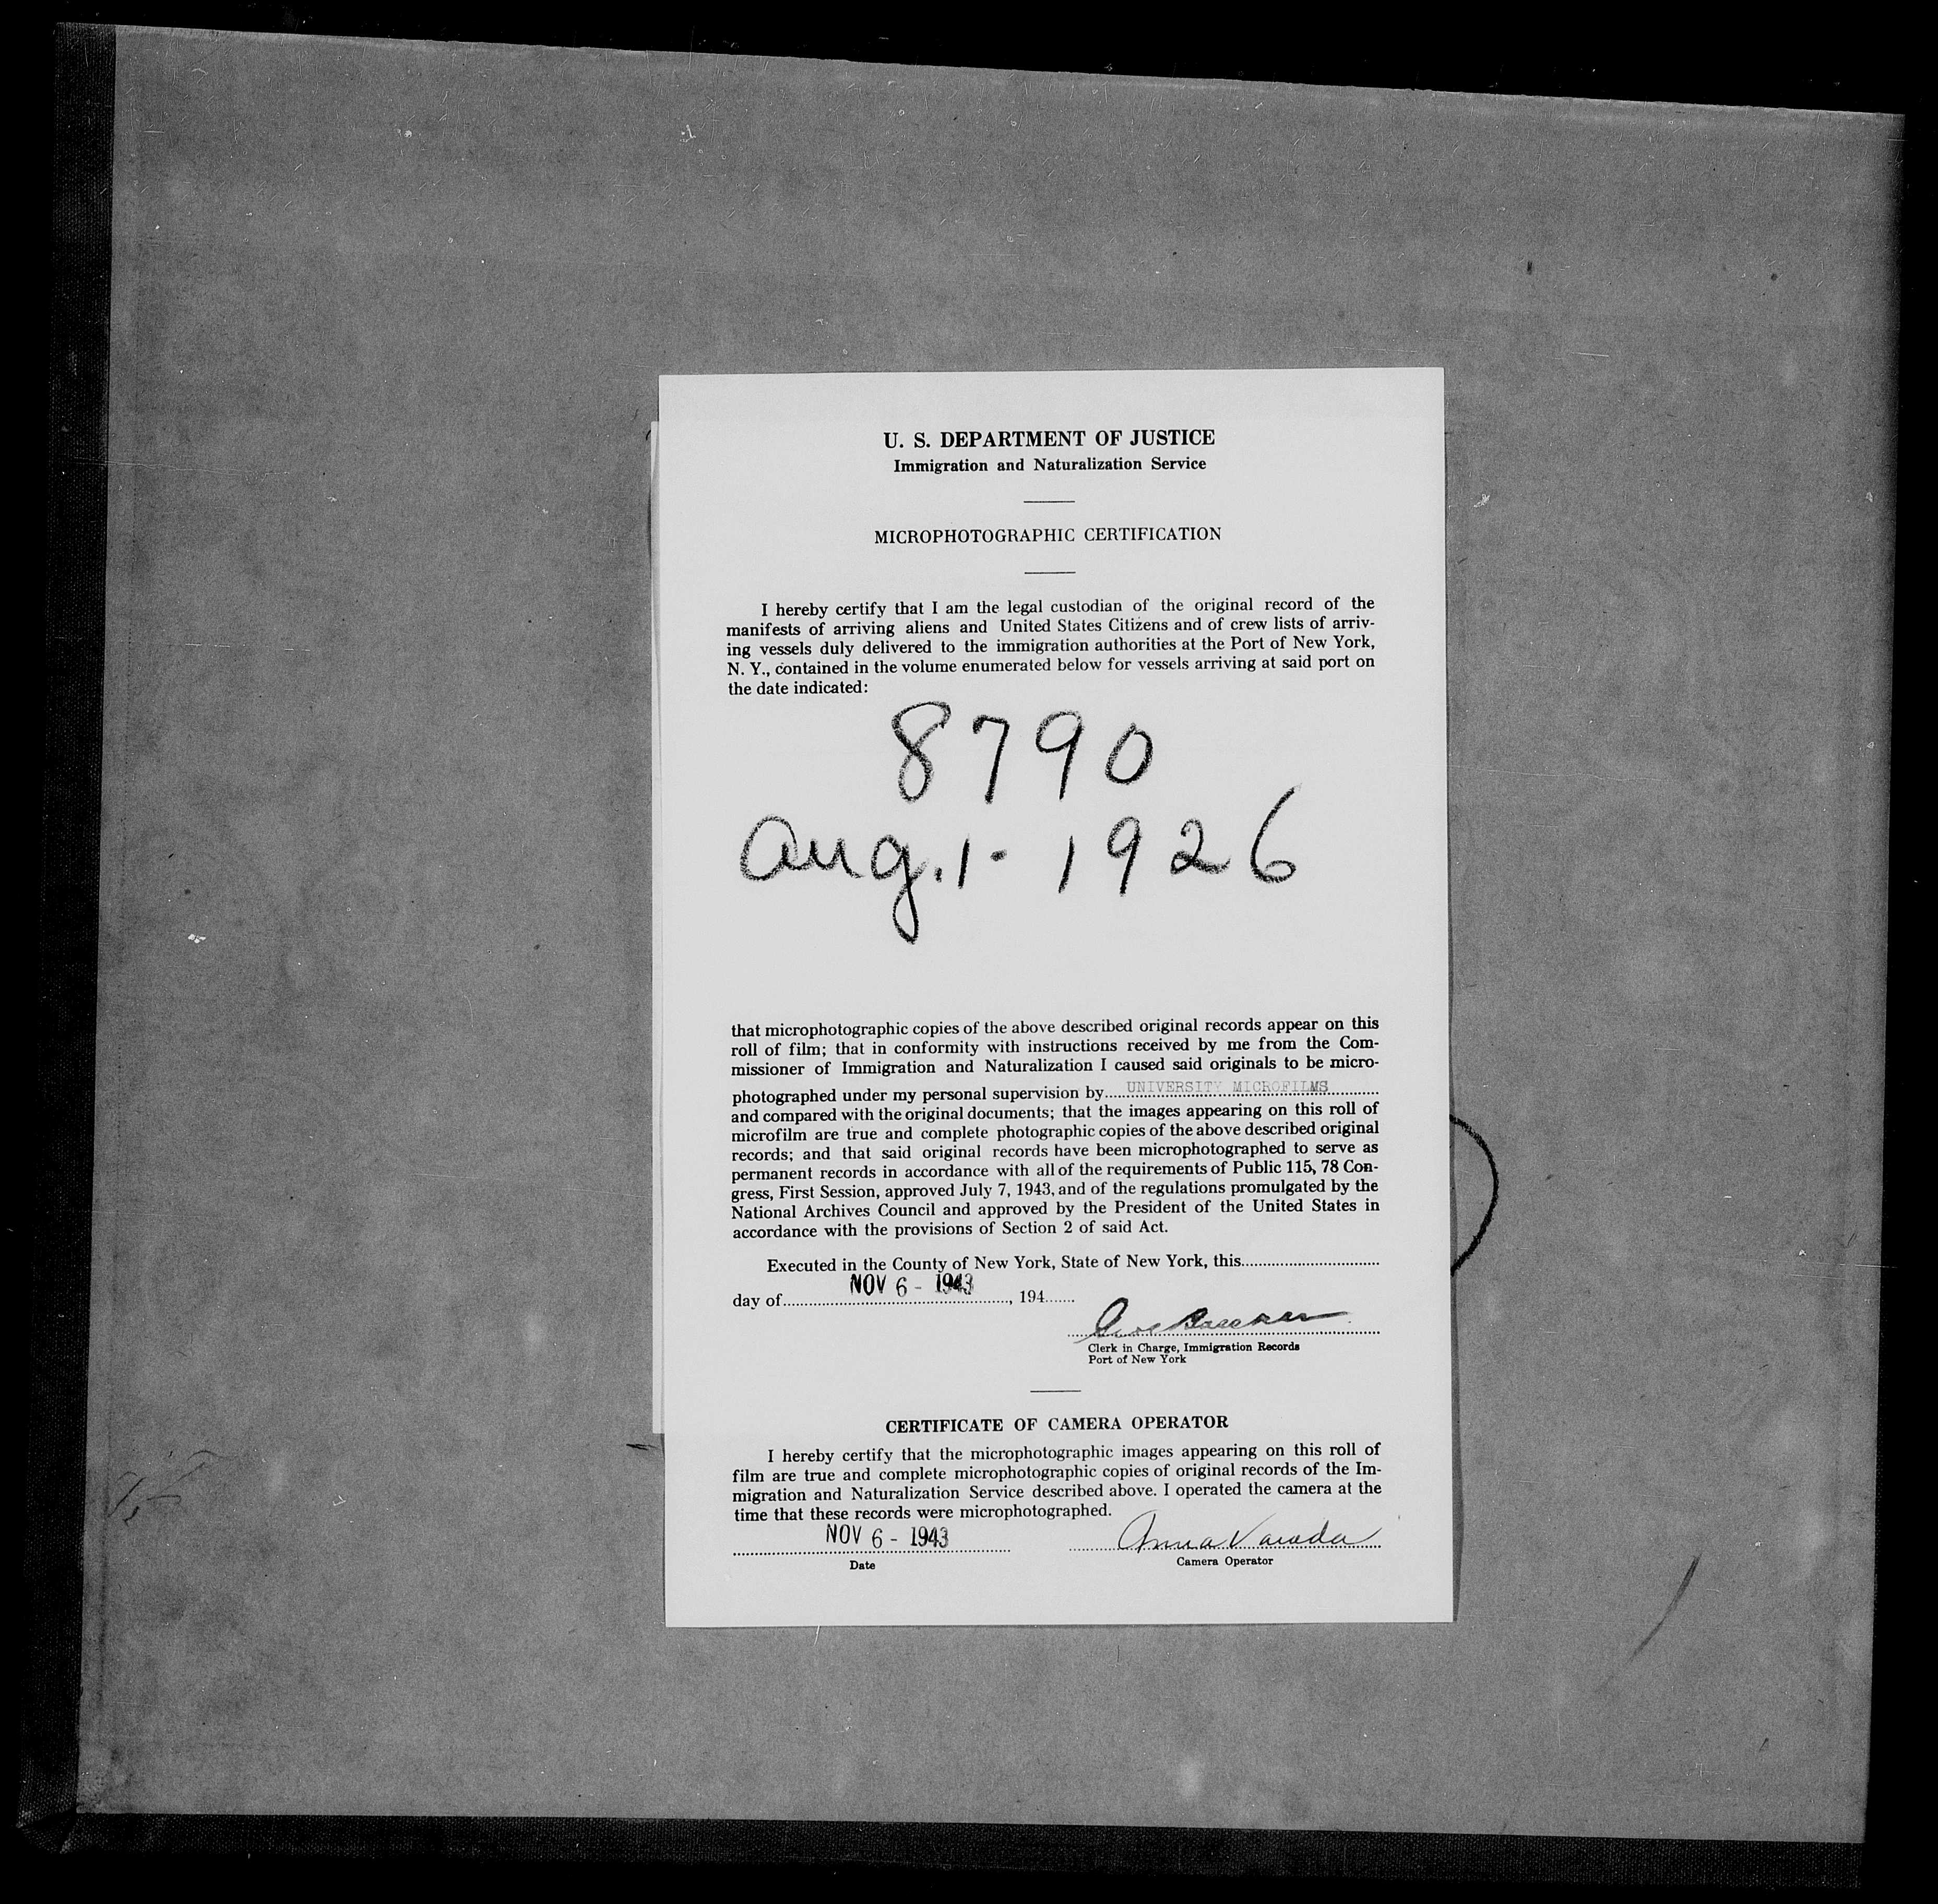 U. S. DEPARTMENT OF JUSTICE
Immigration and Naturalization Service
MICROPHOTOGRAPHIC CERTIFICATION
I hereby certify that I am the legal custodian of the original record of the
manifests of arriving aliens and United States Citizens and of crew lists of arriv-
ing vessels duly delivered to the immigration authorities at the Port of New York,
N. Y., contained in the volume enumerated below for vessels arriving at said port on
the date indicated:
8790
Aug. 1 - 1926
that microphotographic copies of the above described original records appear on this
roll of film; that in conformity with instructions received by me from the Com-
missioner of Immigration and Naturalization I caused said originals to be micro-
photographed under my personal supervision by UNIVERSITY MICROFILMS
and compared with the original documents; that the images appearing on this roll of
microfilm are true and complete photographic copies of the above described original
records; and that said original records have been microphotographed to serve as
permanent records in accordance with all of the requirements of Public 115, 78 Con-
gress, First Session, approved July 7, 1943, and of the regulations promulgated by the
National Archives Council and approved by the President of the United States in
accordance with the provisions of Section 2 of said Act.
Executed in the County of New York, State of New York, this
day of NOV 6 - 1943, 194
Clerk in Charge, Immigration Records
Port of New York
CERTIFICATE OF CAMERA OPERATOR
I hereby certify that the microphotographic images appearing on this roll of
film are true and complete microphotographic copies of original records of the Im-
migration and Naturalization Service described above. I operated the camera at the
time that these records were microphotographed.
NOV 6 - 1943 Anna
Date Camera Operator